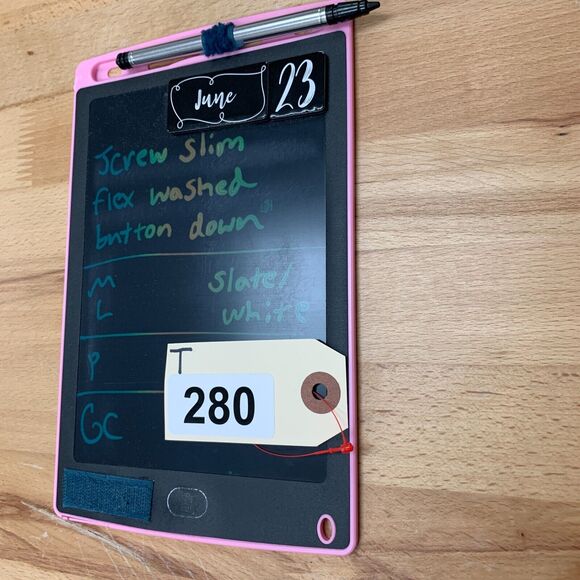 June 23
Jcrew slim
flex washed
button down
M slate/
L white
P
T
280
GC